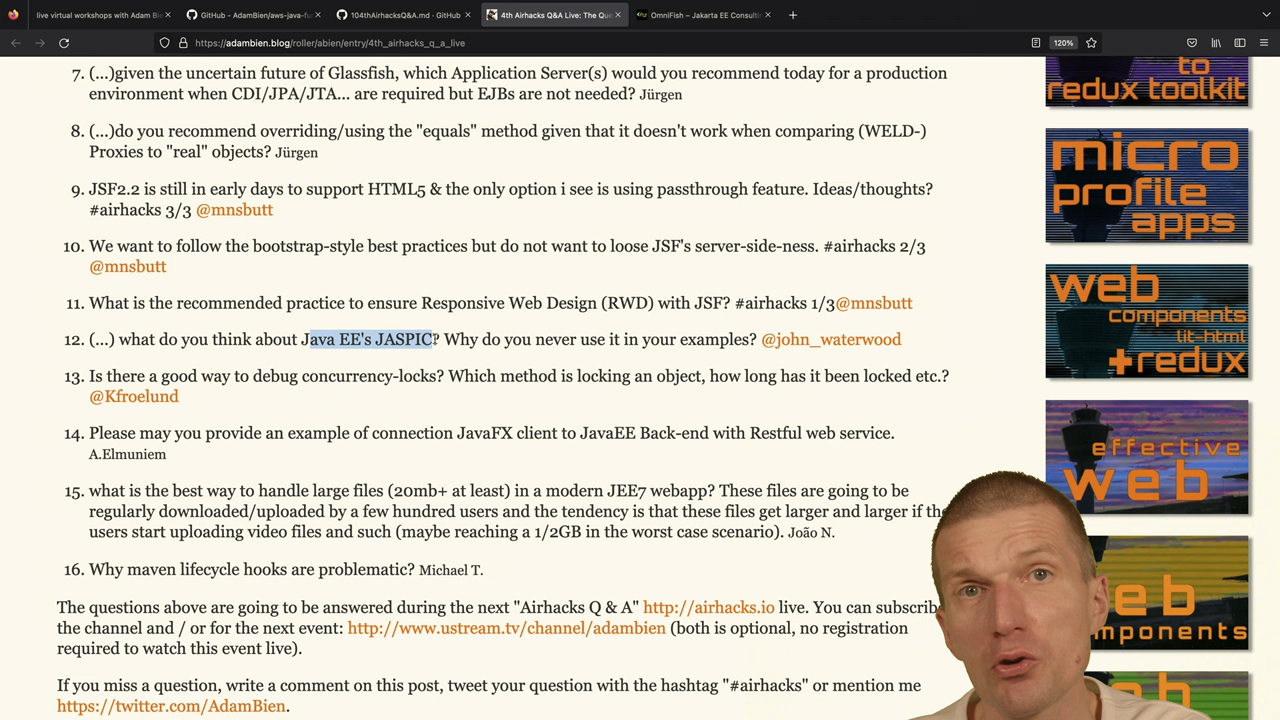 live virtual workshops with Adam Bie
GitHub – AdamBien/aws-java-fu
104thAirhacksQ&A.md · GitHub
4th Airhacks Q&A Live: The Que
OmniFish – Jakarta EE Consultin
https://adambien.blog/roller/abien/entry/4th_airhacks_q_a_live
120%
7. (...)given the uncertain future of Glassfish, which Application Server(s) would you recommend today for a production
environment when CDI/JPA/JTA .. are required but EJBs are not needed? Jürgen
8. (...)do you recommend overriding/using the "equals" method given that it doesn't work when comparing (WELD-)
Proxies to "real" objects? Jürgen
9. JSF2.2 is still in early days to support HTML5 & the only option i see is using passthrough feature. Ideas/thoughts?
#airhacks 3/3 @mnsbutt
10. We want to follow the bootstrap-style best practices but do not want to loose JSF's server-side-ness. #airhacks 2/3
@mnsbutt
11. What is the recommended practice to ensure Responsive Web Design (RWD) with JSF? #airhacks 1/3@mnsbutt
12. (...) what do you think about Java EE's JASPIC? Why do you never use it in your examples? @john_waterwood
13. Is there a good way to debug concurrency-locks? Which method is locking an object, how long has it been locked etc.?
@Kfroelund
14. Please may you provide an example of connection JavaFX client to JavaEE Back-end with Restful web service.
A.Elmuniem
15. what is the best way to handle large files (20mb+ at least) in a modern JEE7 webapp? These files are going to be
regularly downloaded/uploaded by a few hundred users and the tendency is that these files get larger and larger if the
users start uploading video files and such (maybe reaching a 1/2GB in the worst case scenario). João N.
16. Why maven lifecycle hooks are problematic? Michael T.
The questions above are going to be answered during the next "Airhacks Q & A" http://airhacks.io live. You can subscribe
the channel and / or for the next event: http://www.ustream.tv/channel/adambien (both is optional, no registration
required to watch this event live).
If you miss a question, write a comment on this post, tweet your question with the hashtag "#airhacks" or mention me
https://twitter.com/AdamBien.
to
redux toolkit
micro
profile
apps
web
components
lit-html
+redux
effective
web
eb
mponents